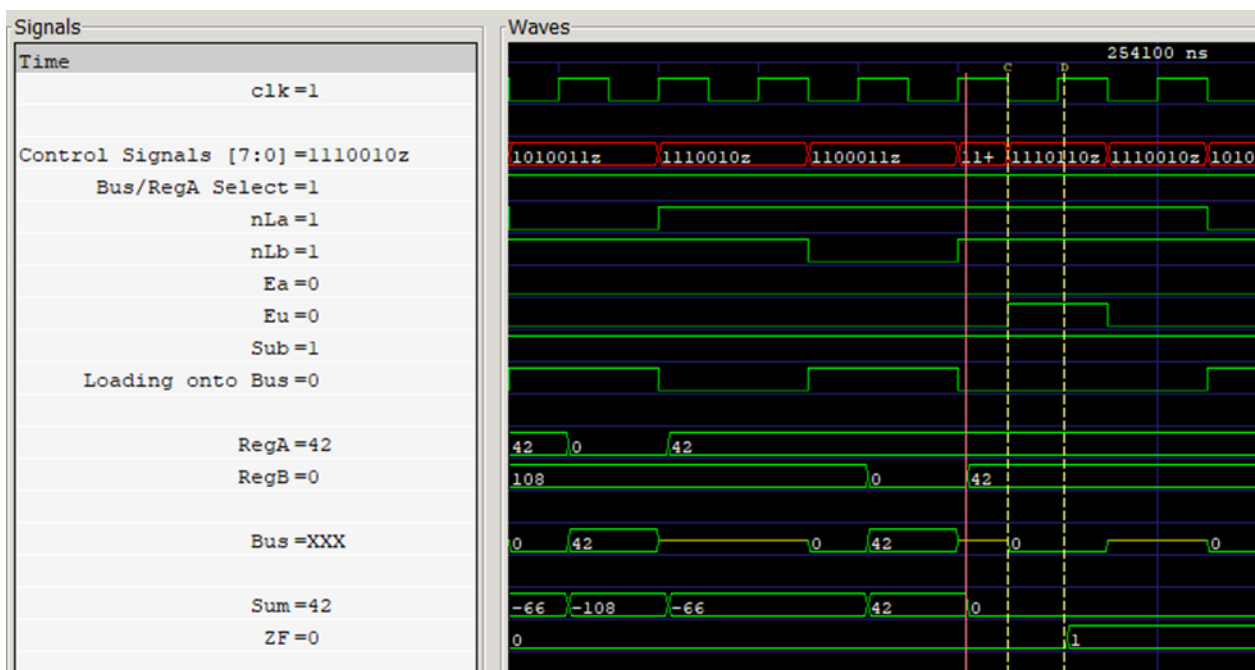 Signals
Waves
Time
254100 ns
C D
clk=1
Control Signals [7:0]=1110010z
1010011z 1110010z 1100011z 11+ 1110110z 1110010z 1010
Bus/RegA Select=1
nLa=1
nLb=1
Ea=0
Eu=0
Sub=1
Loading onto Bus=0
RegA=42
42 0 42
RegB=0
108 0 42
Bus=XXX
0 42 0 42 0 0
Sum=42
-66 -108 -66 42 0
ZF=0
0 1